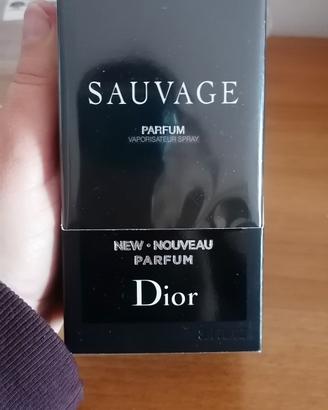 SAUVAGE
PARFUM
VAPORISATEUR SPRAY
NEW • NOUVEAU
PARFUM
Dior